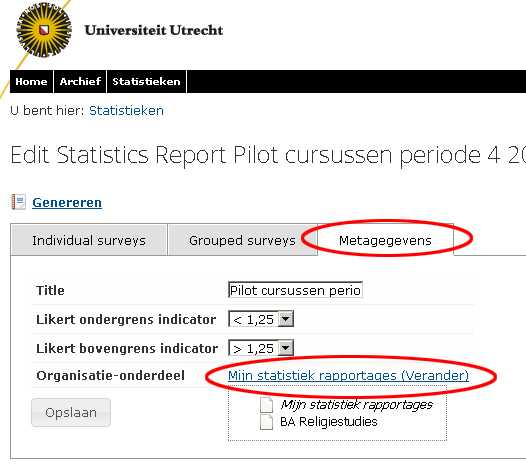 Universiteit Utrecht
Home Archief Statistieken
U bent hier: Statistieken
Edit Statistics Report Pilot cursussen periode 4 20
Genereren
Individual surveys Grouped surveys Metagegevens
Title Pilot cursussen perio
Likert ondergrens indicator < 1,25
Likert bovengrens indicator > 1,25
Organisatie-onderdeel Mijn statistiek rapportages (Verander)
Mijn statistiek rapportages
Opslaan BA Religiestudies